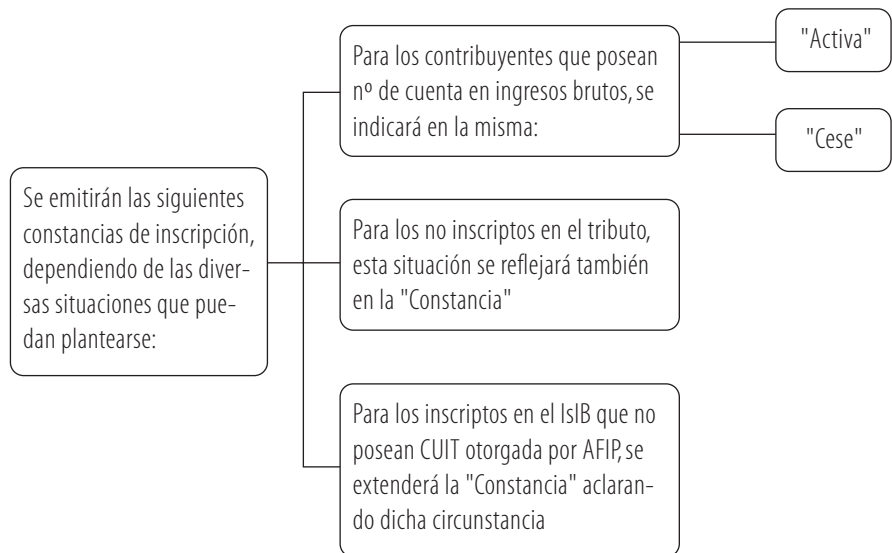 Se emitirán las siguientes
constancias de inscripción,
dependiendo de las diver-
sas situaciones que pue-
dan plantearse:
Para los contribuyentes que posean
nº de cuenta en ingresos brutos, se
indicará en la misma:
"Activa"
"Cese"
Para los no inscriptos en el tributo,
esta situación se reflejará también
en la "Constancia"
Para los inscriptos en el IsIB que no
posean CUIT otorgada por AFIP, se
extenderá la "Constancia" aclaran-
do dicha circunstancia